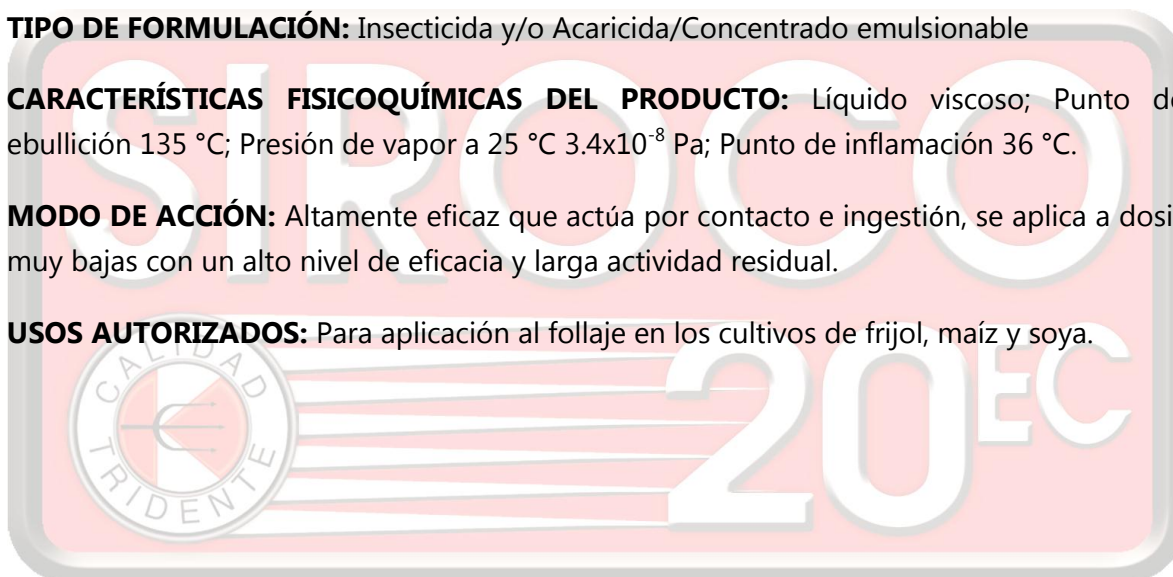 TIPO DE FORMULACIÓN: Insecticida y/o Acaricida/Concentrado emulsionable
SIROCO
CARACTERÍSTICAS FISICOQUÍMICAS DEL PRODUCTO: Líquido viscoso; Punto de
ebullición 135 °C; Presión de vapor a 25 °C 3.4x10⁻⁸ Pa; Punto de inflamación 36 °C.
MODO DE ACCIÓN: Altamente eficaz que actúa por contacto e ingestión, se aplica a dosi
muy bajas con un alto nivel de eficacia y larga actividad residual.
USOS AUTORIZADOS: Para aplicación al follaje en los cultivos de frijol, maíz y soya.
20 EC
CALIDAD
TRIDENTE